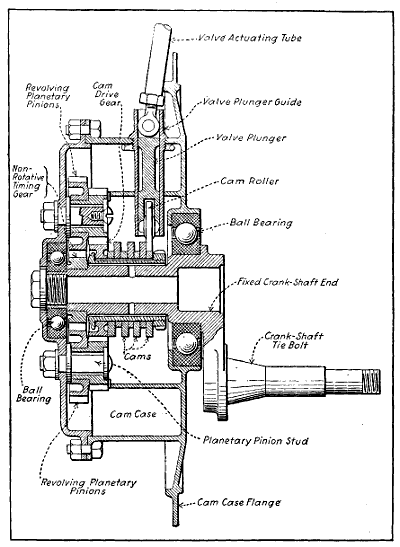 Valve Actuating Tube
Revolving
Planetary
Pinions
Cam
Drive
Gear
Valve Plunger Guide
Valve Plunger
Non-
Rotative
Timing
Gear
Cam Roller
Ball Bearing
Fixed Crank-Shaft End
Crank-Shaft
Tie Bolt
Cams
Ball
Bearing
Cam Case
Planetary Pinion Stud
Revolving Planetary
Pinions
Cam Case Flange